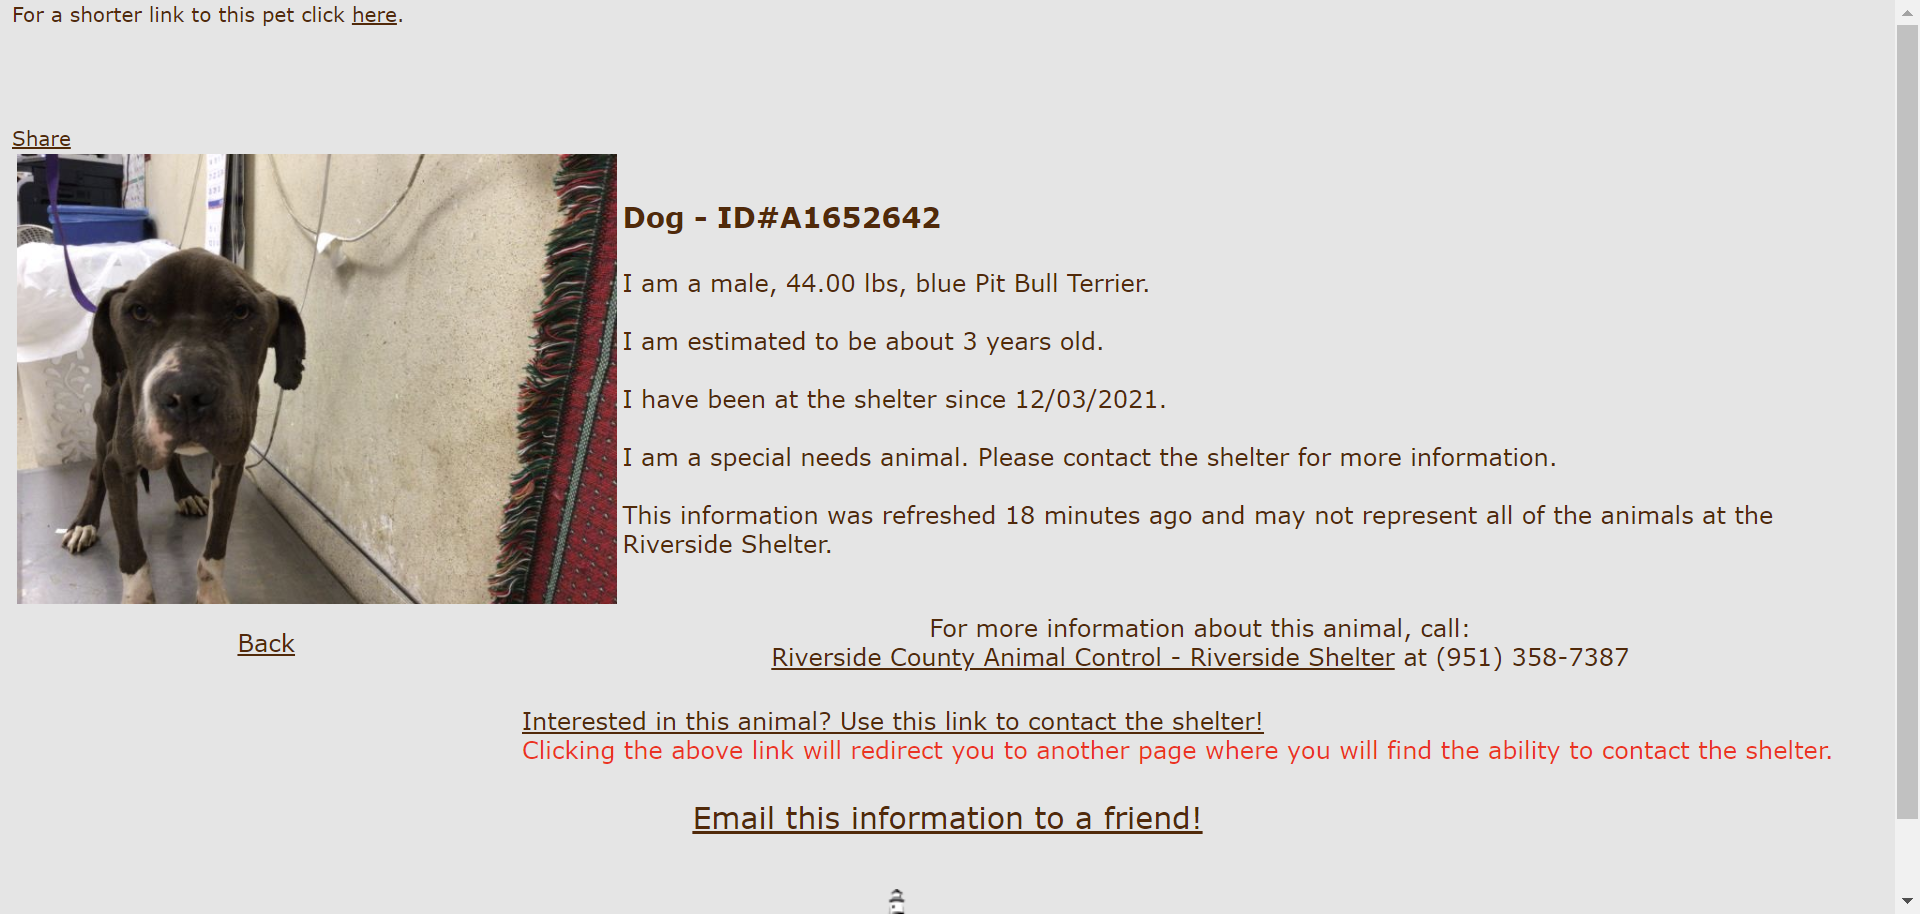 For a shorter link to this pet click here.
Share
Dog - ID#A1652642
I am a male, 44.00 lbs, blue Pit Bull Terrier.
I am estimated to be about 3 years old.
I have been at the shelter since 12/03/2021.
I am a special needs animal. Please contact the shelter for more information.
This information was refreshed 18 minutes ago and may not represent all of the animals at the
Riverside Shelter.
Back
For more information about this animal, call:
Riverside County Animal Control - Riverside Shelter at (951) 358-7387
Interested in this animal? Use this link to contact the shelter!
Clicking the above link will redirect you to another page where you will find the ability to contact the shelter.
Email this information to a friend!